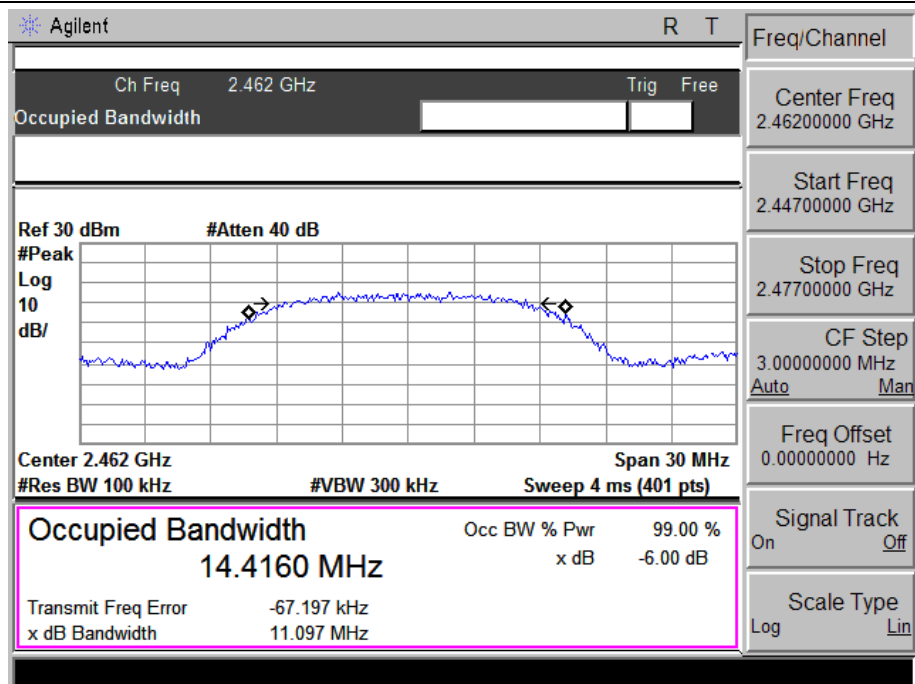 Agilent R T
Ch Freq 2.462 GHz Trig Free
Occupied Bandwidth
Ref 30 dBm #Atten 40 dB
#Peak
Log
10
dB/
Center 2.462 GHz Span 30 MHz
#Res BW 100 kHz #VBW 300 kHz Sweep 4 ms (401 pts)
Occupied Bandwidth Occ BW % Pwr 99.00 %
14.4160 MHz x dB -6.00 dB
Transmit Freq Error -67.197 kHz
x dB Bandwidth 11.097 MHz
Freq/Channel
Center Freq
2.46200000 GHz
Start Freq
2.44700000 GHz
Stop Freq
2.47700000 GHz
CF Step
3.00000000 MHz
Auto Man
Freq Offset
0.00000000 Hz
Signal Track
On Off
Scale Type
Log Lin